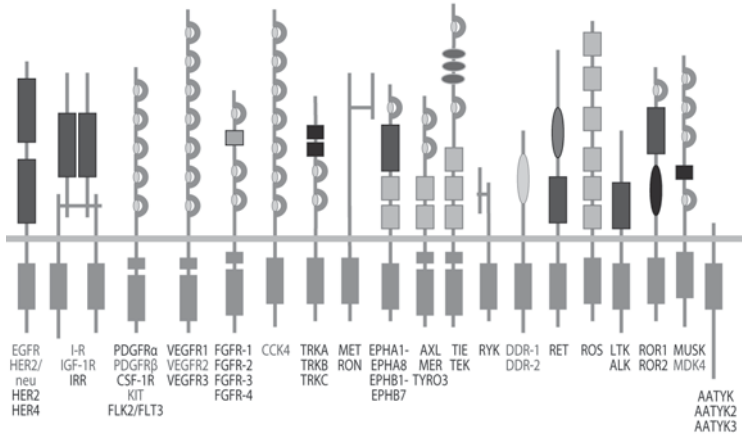 EGFR
HER2/
neu
HER2
HER4
I-R
IGF-1R
IRR
PDGFRα
PDGFRβ
CSF-1R
KIT
FLK2/FLT3
VEGFR1
VEGFR2
VEGFR3
FGFR-1
FGFR-2
FGFR-3
FGFR-4
CCK4
TRKA
TRKB
TRKC
MET
RON
EPHA1-
EPHA8
EPHB1-
EPHB7
AXL
MER
TYRO3
TIE
TEK
RYK
DDR-1
DDR-2
RET
ROS
LTK
ALK
ROR1
ROR2
MUSK
MDK4
AATYK
AATYK2
AATYK3